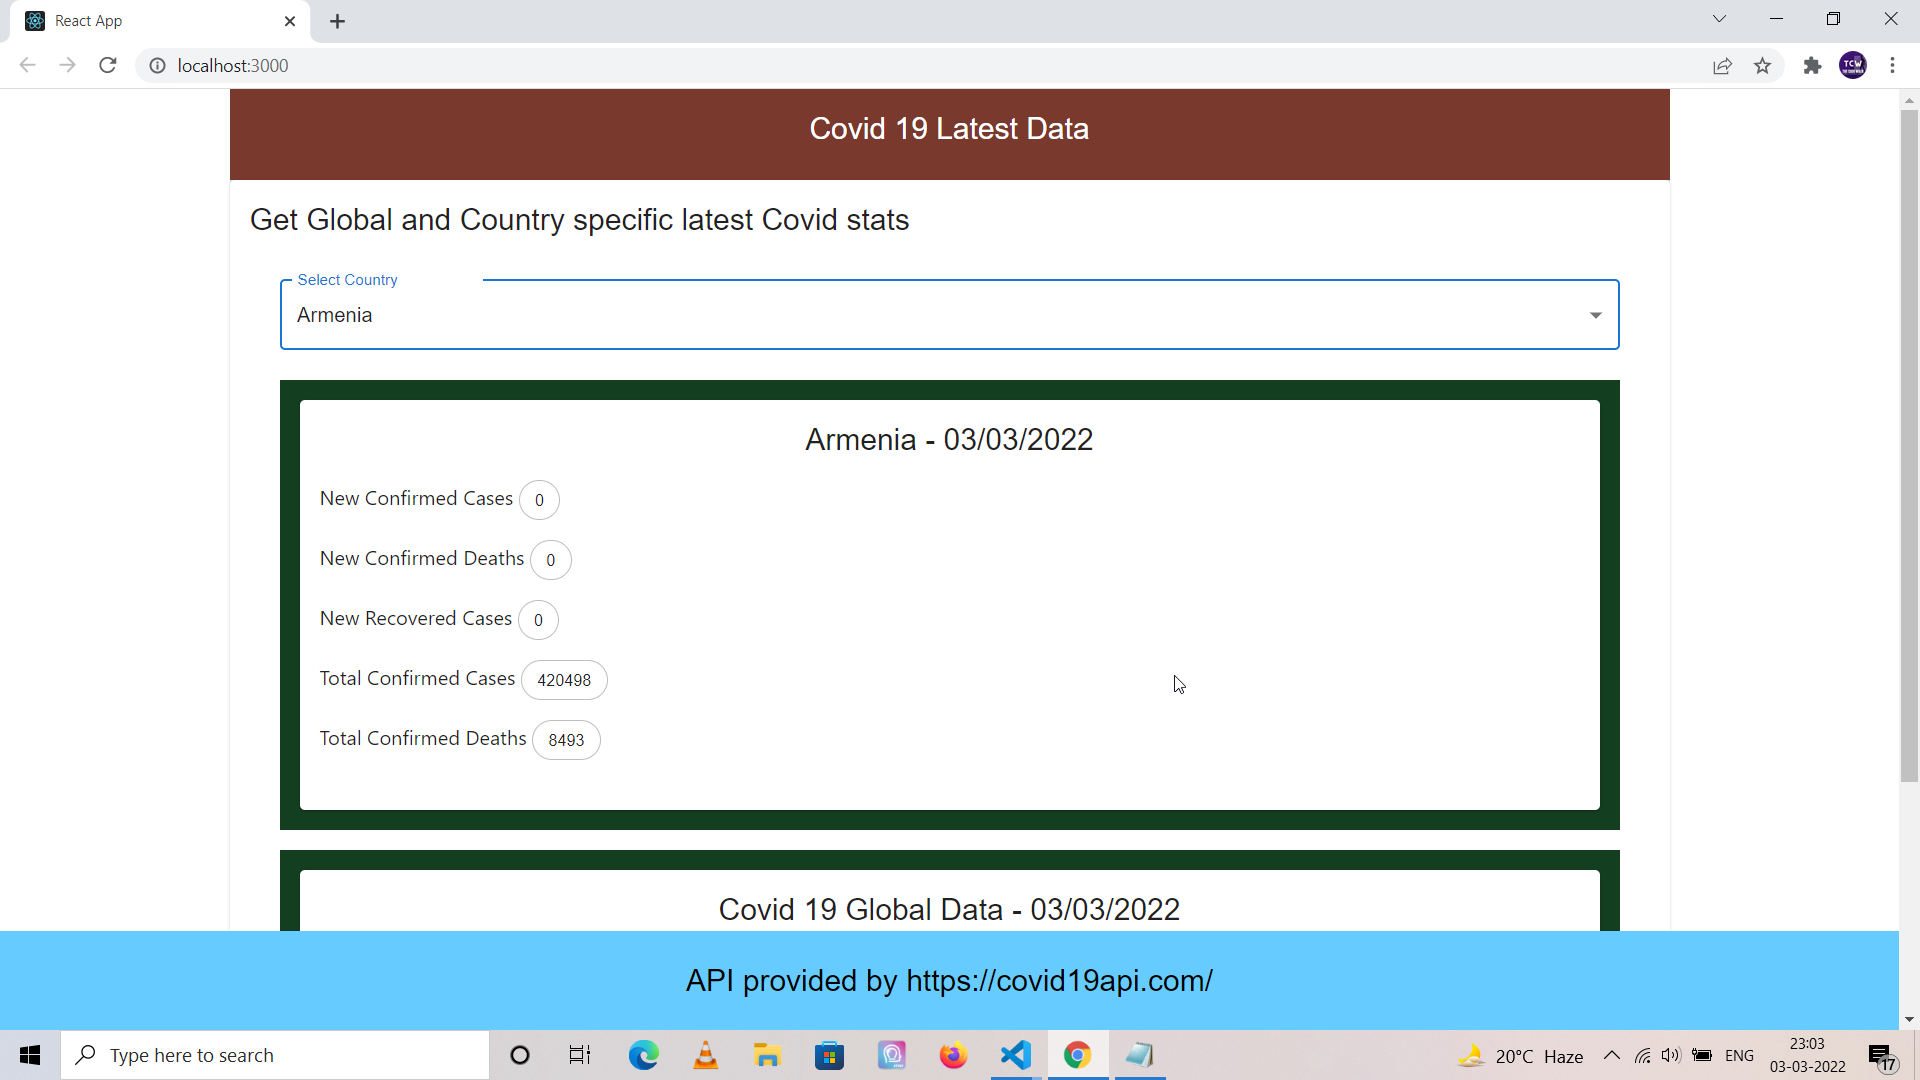 React App
localhost:3000
TCW
Covid 19 Latest Data
Get Global and Country specific latest Covid stats
Select Country
Armenia
Armenia - 03/03/2022
New Confirmed Cases 0
New Confirmed Deaths 0
New Recovered Cases 0
Total Confirmed Cases 420498
Total Confirmed Deaths 8493
Covid 19 Global Data - 03/03/2022
API provided by https://covid19api.com/
Type here to search
20°C Haze
ENG
23:03
03-03-2022
17